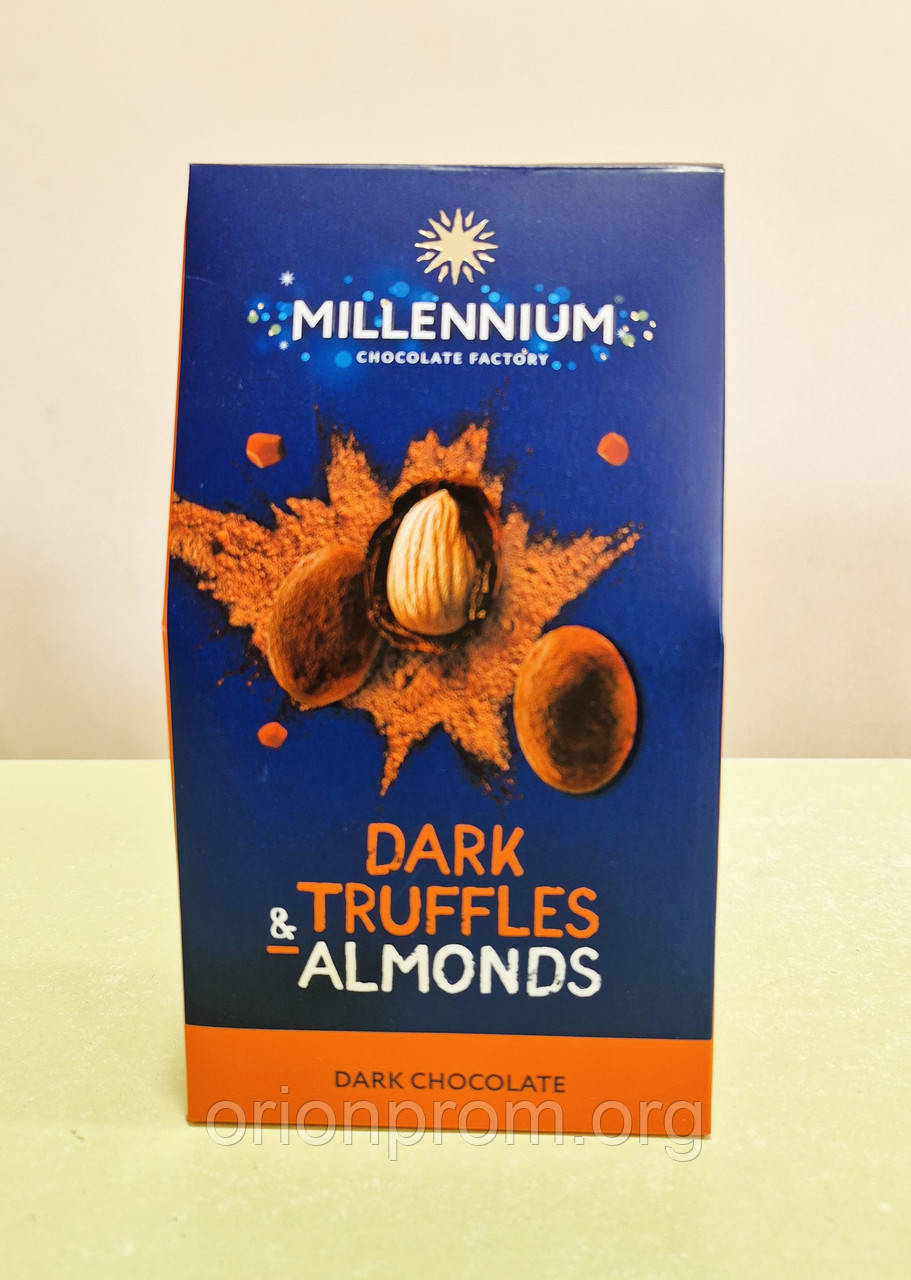 MILLENNIUM
CHOCOLATE FACTORY
DARK
TRUFFLES
& ALMONDS
DARK CHOCOLATE
orionprom.org